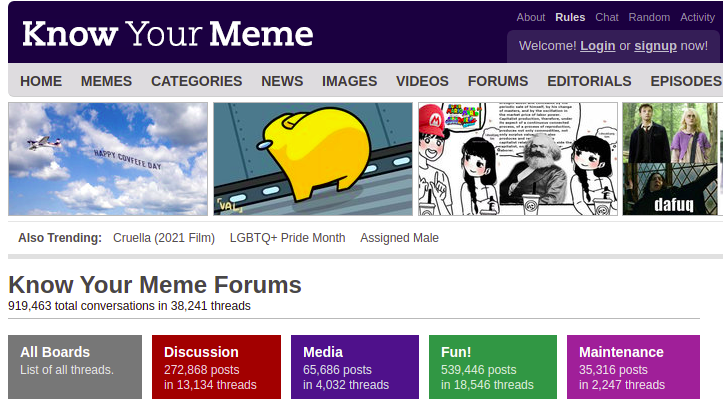 Know Your Meme
About Rules Chat Random Activity
Welcome! Login or signup now!
HOME MEMES CATEGORIES NEWS IMAGES VIDEOS FORUMS EDITORIALS EPISODES
HAPPY COVFEFE DAY
VAL
dafuq
Also Trending: Cruella (2021 Film) LGBTQ+ Pride Month Assigned Male
Know Your Meme Forums
919,463 total conversations in 38,241 threads
All Boards
List of all threads.
Discussion
272,868 posts
in 13,134 threads
Media
65,686 posts
in 4,032 threads
Fun!
539,446 posts
in 18,546 threads
Maintenance
35,316 posts
in 2,247 threads